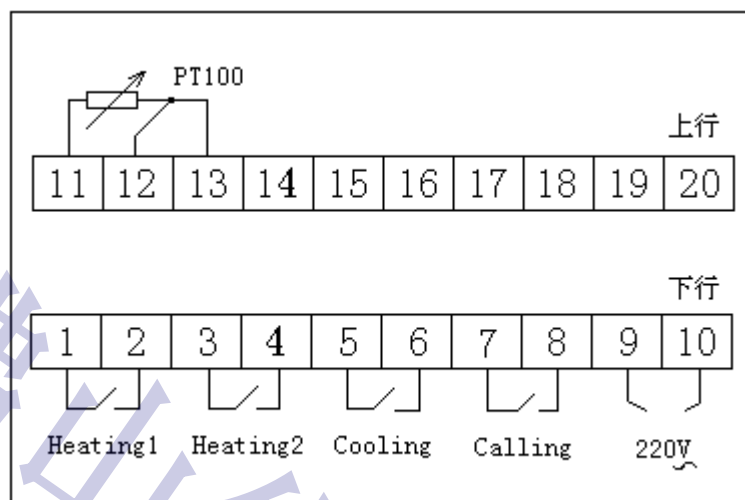 PT100
上行
11 12 13 14 15 16 17 18 19 20
下行
1 2 3 4 5 6 7 8 9 10
Heating1 Heating2 Cooling Calling 220V